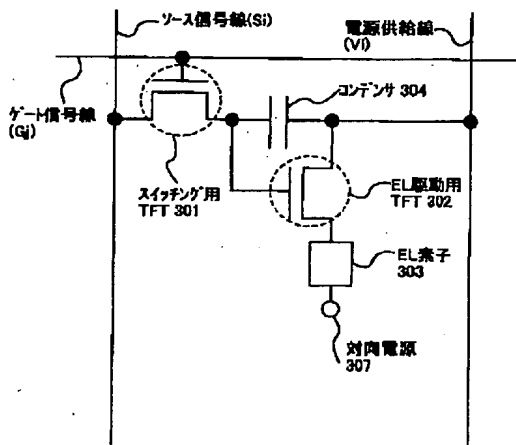 ソース信号線(Si)
電源供給線
(Vi)
ゲート信号線
(Gj)
コンデンサ 304
スイッチング用
TFT 301
EL駆動用
TFT 302
EL素子
303
対向電源
307